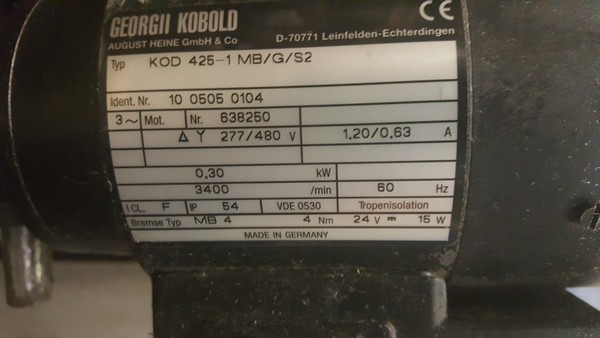 GEORGII KOBOLD CE
AUGUST HEINE GmbH & Co D-70771 Leinfelden-Echterdingen
Typ KOD 425-1 MB/G/S2
Ident. Nr. 10 0505 0104
3~ Mot. Nr. 638250
Δ Y 277/480 V 1,20/0,63 A
0,30 kW
3400 /min 60 Hz
I.CL. F IP 54 VDE 0530 Tropenisolation
Bremse Typ MB 4 4 Nm 24 V ⎓ 15 W
MADE IN GERMANY